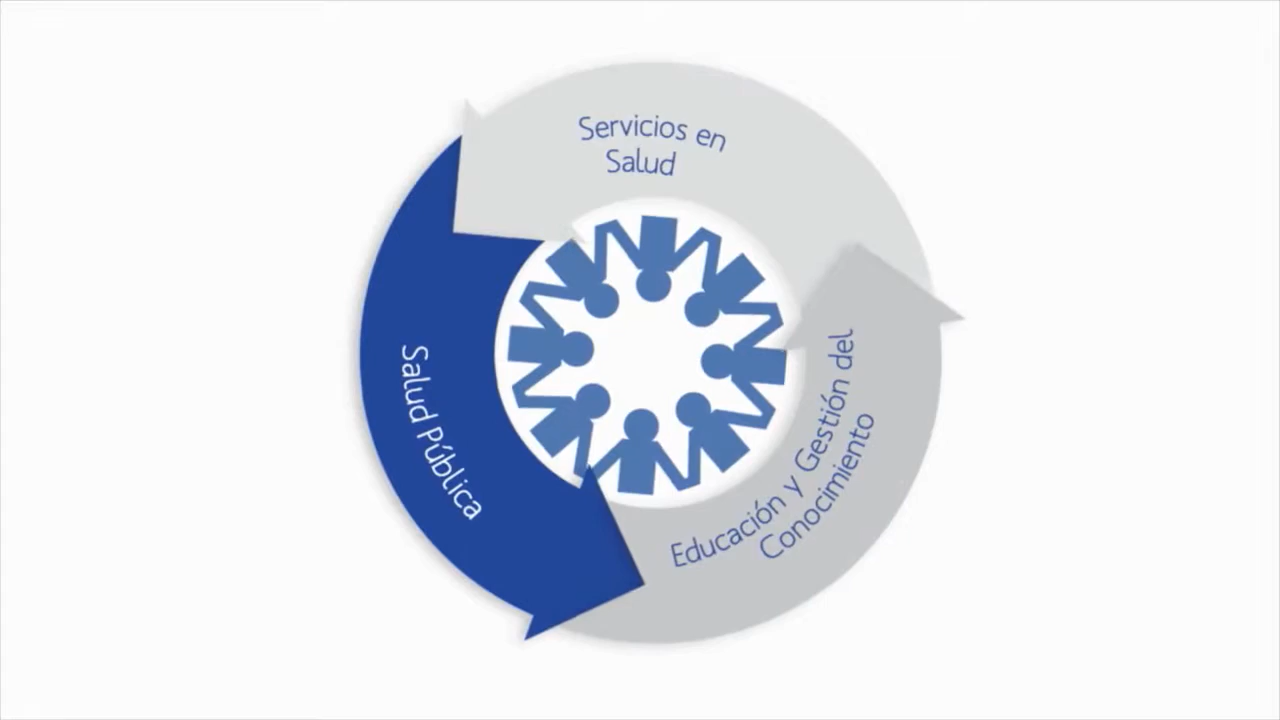 Servicios en
Salud
Salud Pública
Educación y Gestión del
Conocimiento